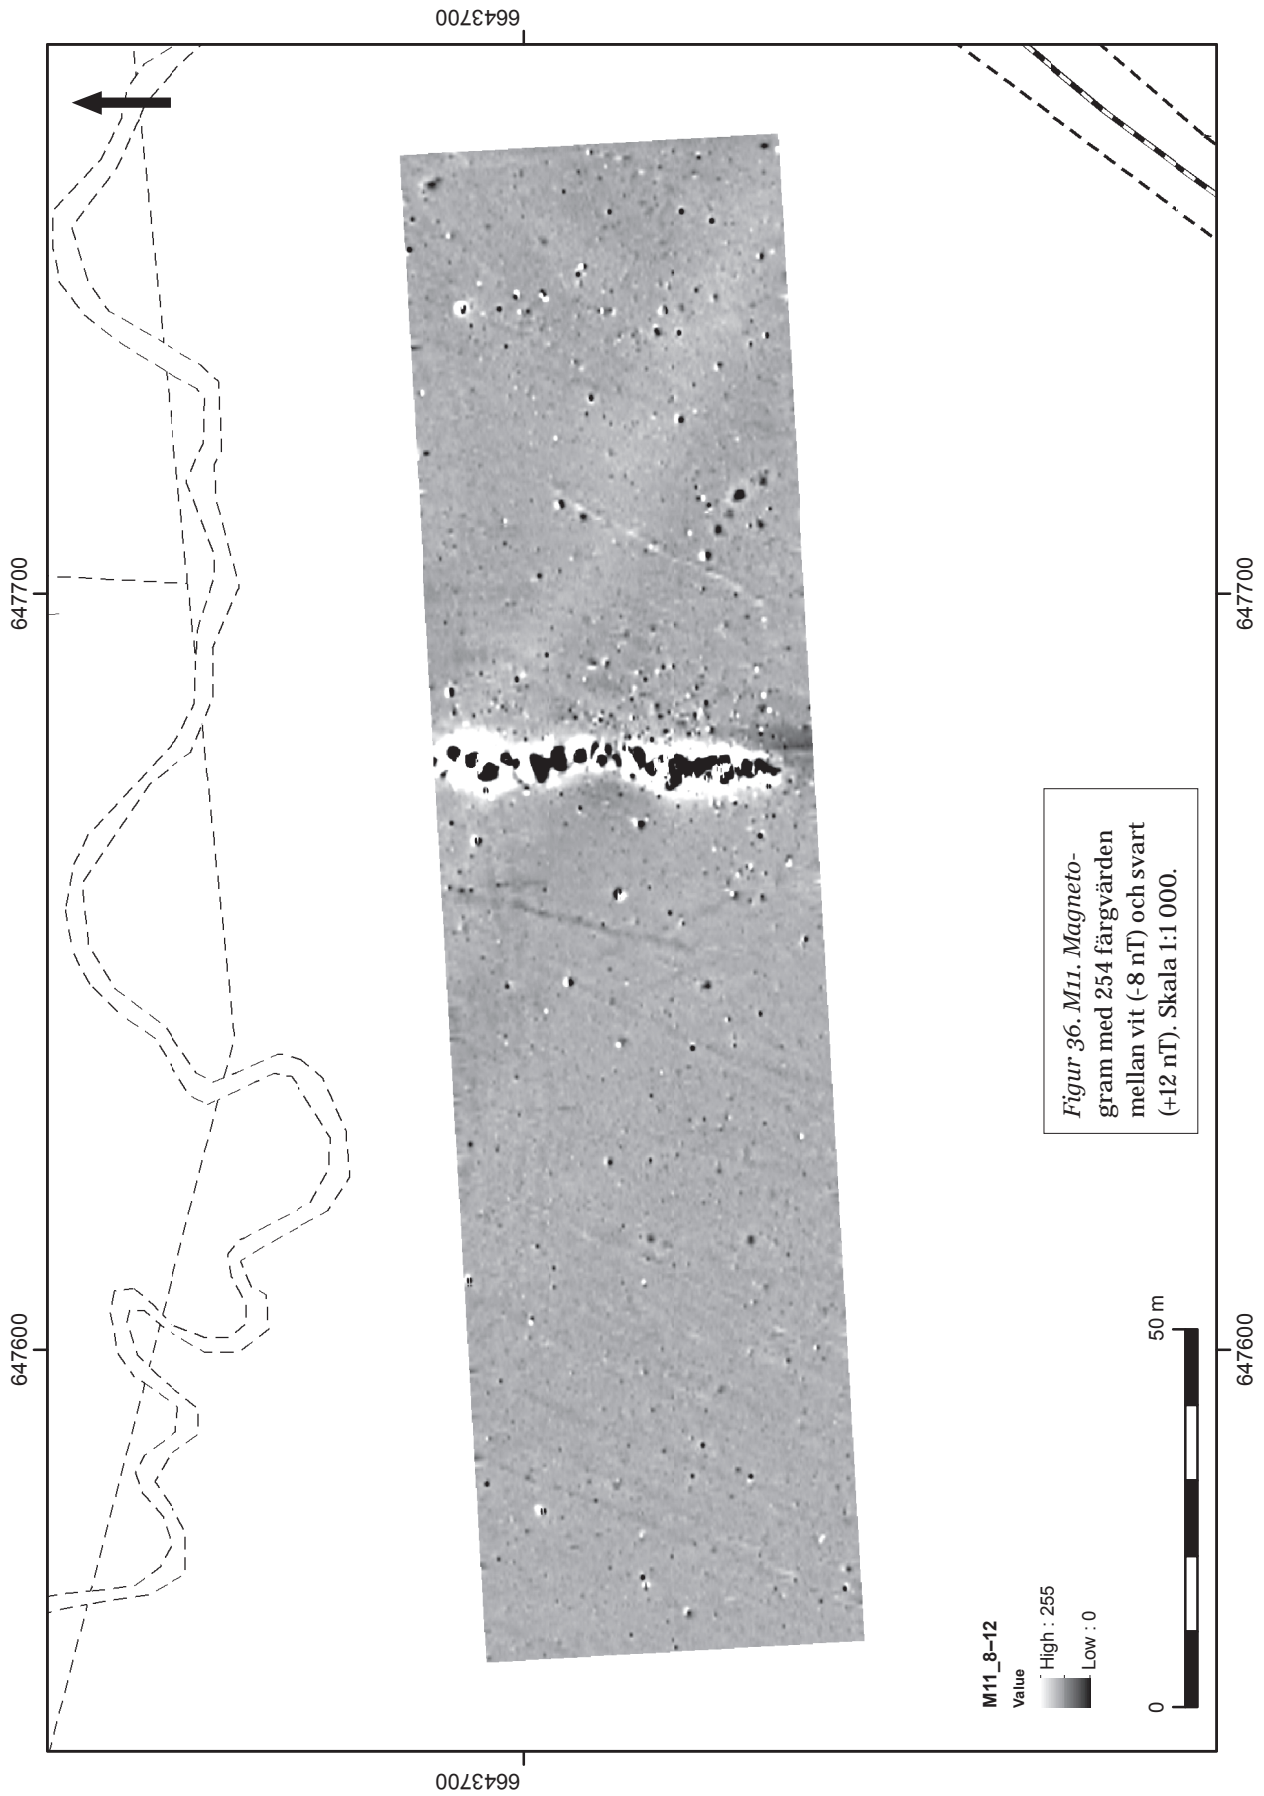 6643700
647700
647600
647700
647600
6643700
Figur 36. M11. Magneto-
gram med 254 färgvärden
mellan vit (-8 nT) och svart
(+12 nT). Skala 1:1 000.
M11_8–12
Value
High : 255
Low : 0
0
50 m